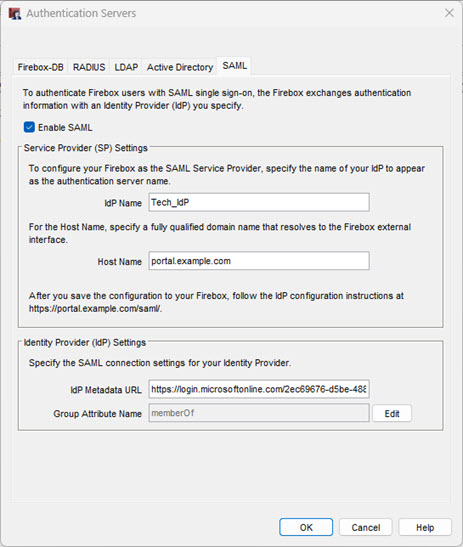 Authentication Servers
Firebox-DB RADIUS LDAP Active Directory SAML
To authenticate Firebox users with SAML single sign-on, the Firebox exchanges authentication
information with an Identity Provider (IdP) you specify.
Enable SAML
Service Provider (SP) Settings
To configure your Firebox as the SAML Service Provider, specify the name of your IdP to appear
as the authentication server name.
IdP Name Tech_IdP
For the Host Name, specify a fully qualified domain name that resolves to the Firebox external
interface.
Host Name portal.example.com
After you save the configuration to your Firebox, follow the IdP configuration instructions at
https://portal.example.com/saml/.
Identity Provider (IdP) Settings
Specify the SAML connection settings for your Identity Provider.
IdP Metadata URL https://login.microsoftonline.com/2ec69676-d5be-488
Group Attribute Name memberOf Edit
OK Cancel Help